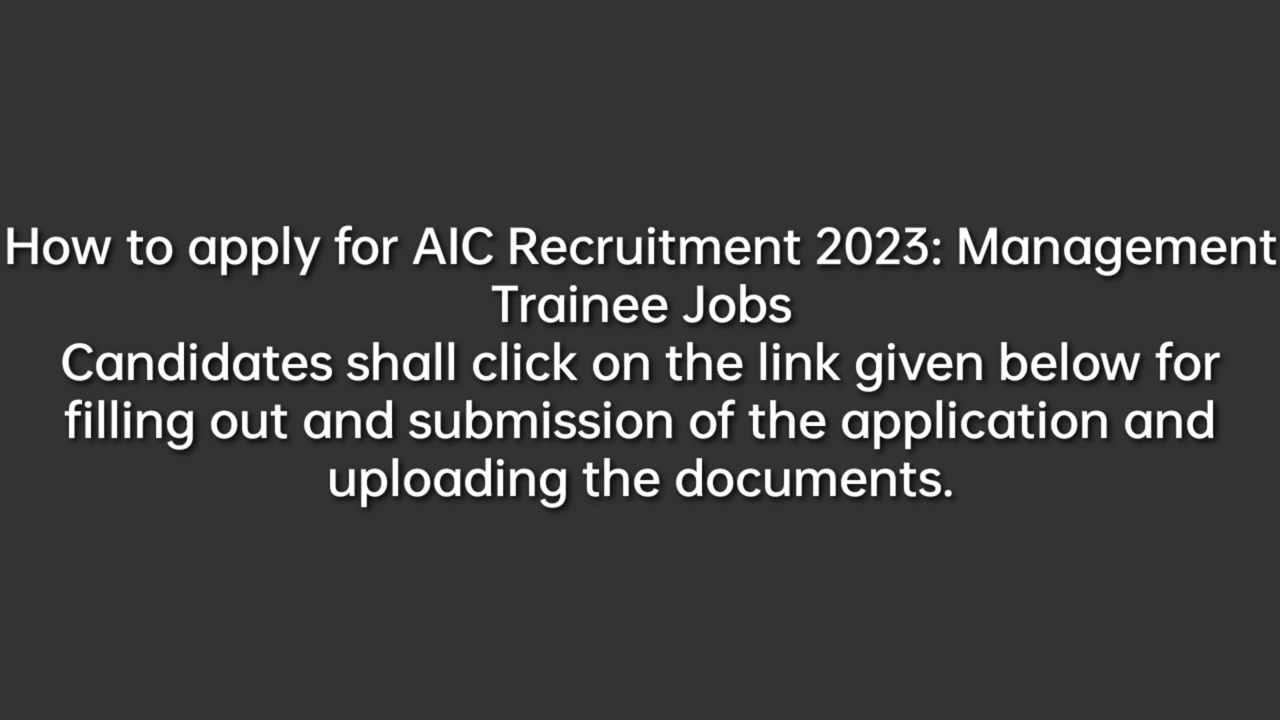 How to apply for AIC Recruitment 2023: Management
Trainee Jobs
Candidates shall click on the link given below for
filling out and submission of the application and
uploading the documents.